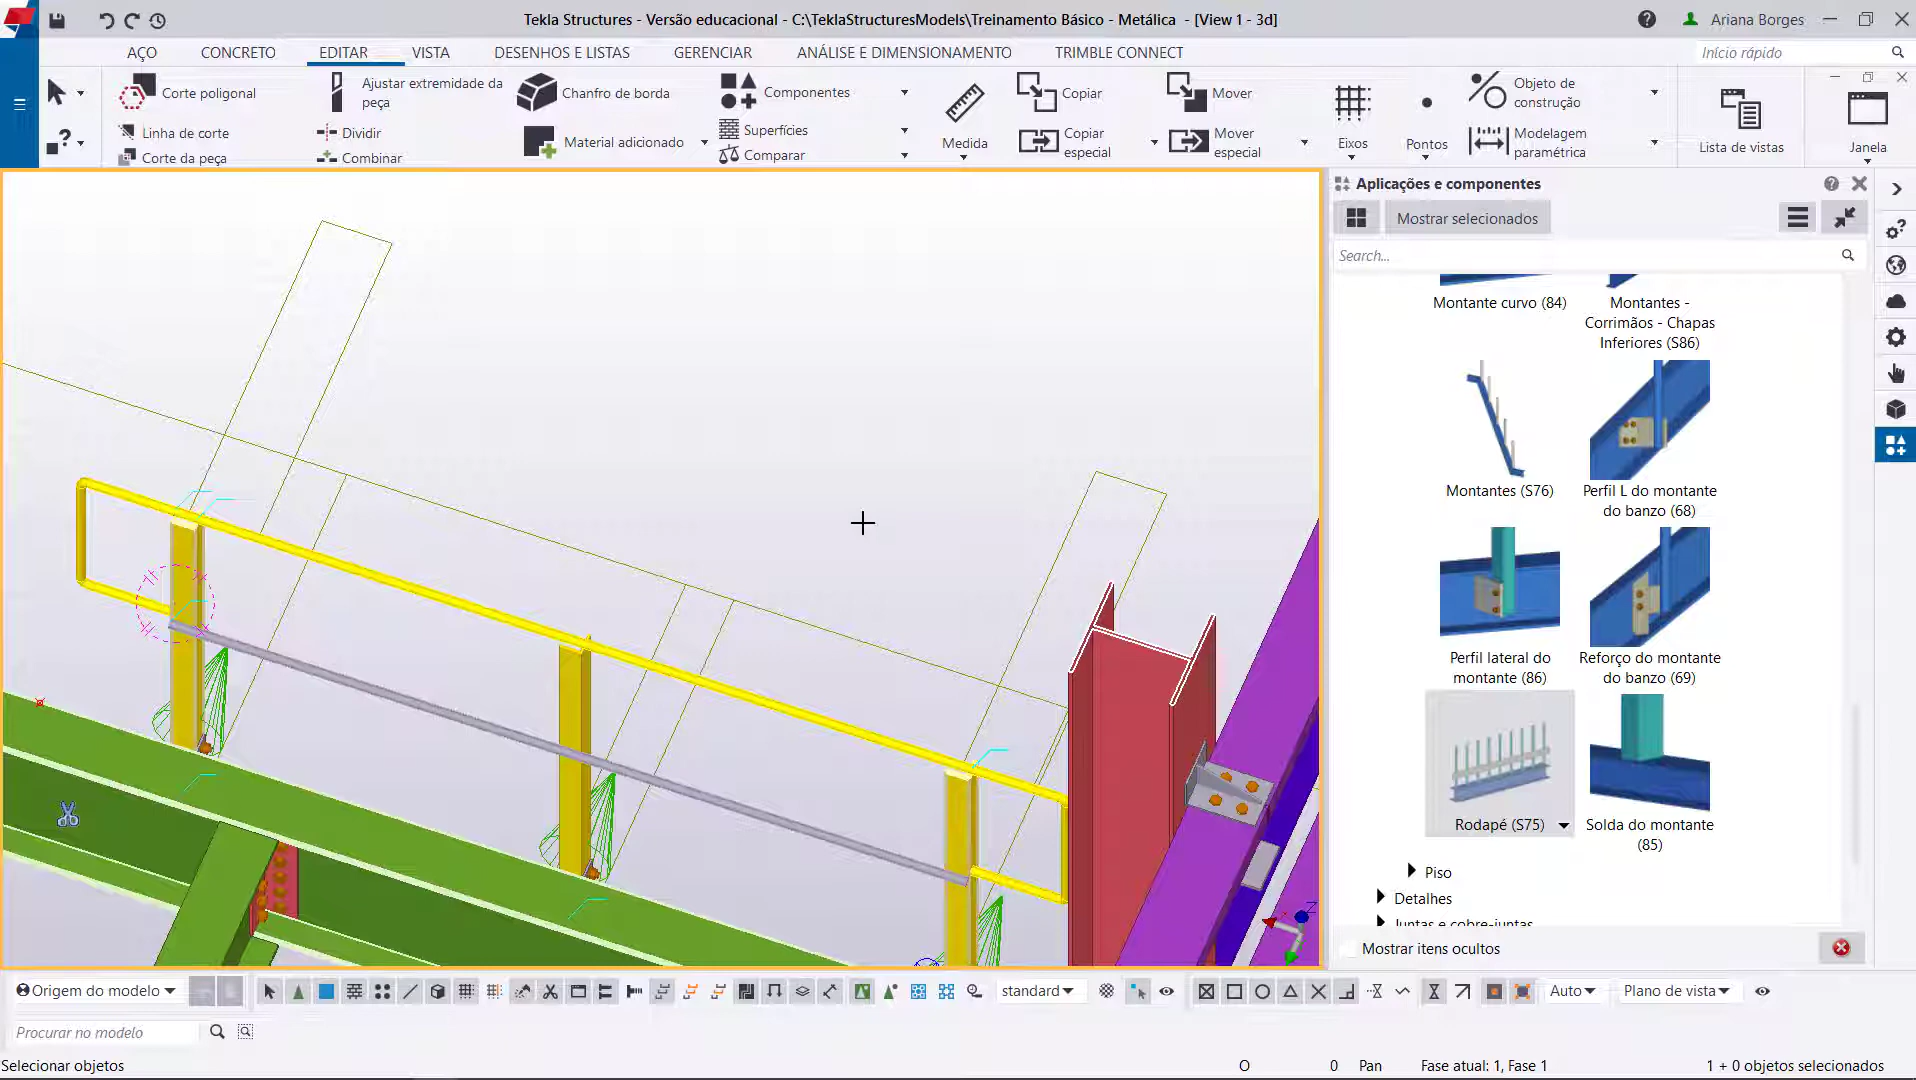 Tekla Structures - Versão educacional - C:\TeklaStructuresModels\Treinamento Básico - Metálica - [View 1 - 3d]
Ariana Borges
AÇO CONCRETO EDITAR VISTA DESENHOS E LISTAS GERENCIAR ANÁLISE E DIMENSIONAMENTO TRIMBLE CONNECT
Início rápido
Corte poligonal
Linha de corte
Corte da peça
Ajustar extremidade da
peça
Dividir
Combinar
Chanfro de borda
Material adicionado
Componentes
Superfícies
Comparar
Medida
Copiar
Copiar
especial
Mover
Mover
especial
Eixos
Pontos
Objeto de
construção
Modelagem
paramétrica
Lista de vistas
Janela
Aplicações e componentes
Mostrar selecionados
Search...
Montante curvo (84)
Montantes -
Corrimãos - Chapas
Inferiores (S86)
Montantes (S76)
Perfil L do montante
do banzo (68)
Perfil lateral do
montante (86)
Reforço do montante
do banzo (69)
Rodapé (S75)
Solda do montante
(85)
Piso
Detalhes
Juntas e cobre-juntas
Mostrar itens ocultos
Z
Origem do modelo
standard
Auto
Plano de vista
Procurar no modelo
Selecionar objetos
O
0
Pan
Fase atual: 1, Fase 1
1 + 0 objetos selecionados